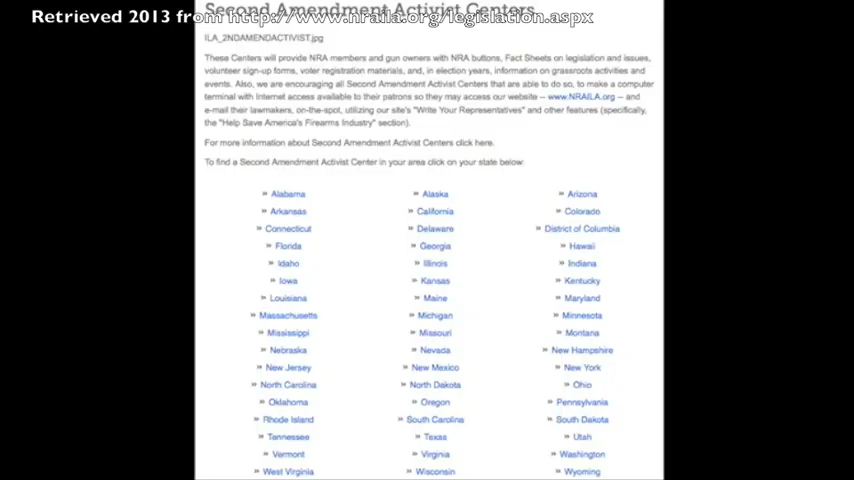 Second Amendment Activist Centers
Retrieved 2013 from http://www.nraila.org/legislation.aspx
ILA_2NDAMENDACTIVIST.jpg
These Centers will provide NRA members and gun owners with NRA buttons, Fact Sheets on legislation and issues,
volunteer sign-up forms, voter registration materials, and, in election years, information on grassroots activities and
events. Also, we are encouraging all Second Amendment Activist Centers that are able to do so, to make a computer
terminal with Internet access available to their patrons so they may access our website -- www.NRAILA.org -- and
e-mail their lawmakers, on-the-spot, utilizing our site's "Write Your Representatives" and other features (specifically,
the "Help Save America's Firearms Industry" section).
For more information about Second Amendment Activist Centers click here.
To find a Second Amendment Activist Center in your area click on your state below:
» Alabama » Alaska » Arizona
» Arkansas » California » Colorado
» Connecticut » Delaware » District of Columbia
» Florida » Georgia » Hawaii
» Idaho » Illinois » Indiana
» Iowa » Kansas » Kentucky
» Louisiana » Maine » Maryland
» Massachusetts » Michigan » Minnesota
» Mississippi » Missouri » Montana
» Nebraska » Nevada » New Hampshire
» New Jersey » New Mexico » New York
» North Carolina » North Dakota » Ohio
» Oklahoma » Oregon » Pennsylvania
» Rhode Island » South Carolina » South Dakota
» Tennessee » Texas » Utah
» Vermont » Virginia » Washington
» West Virginia » Wisconsin » Wyoming